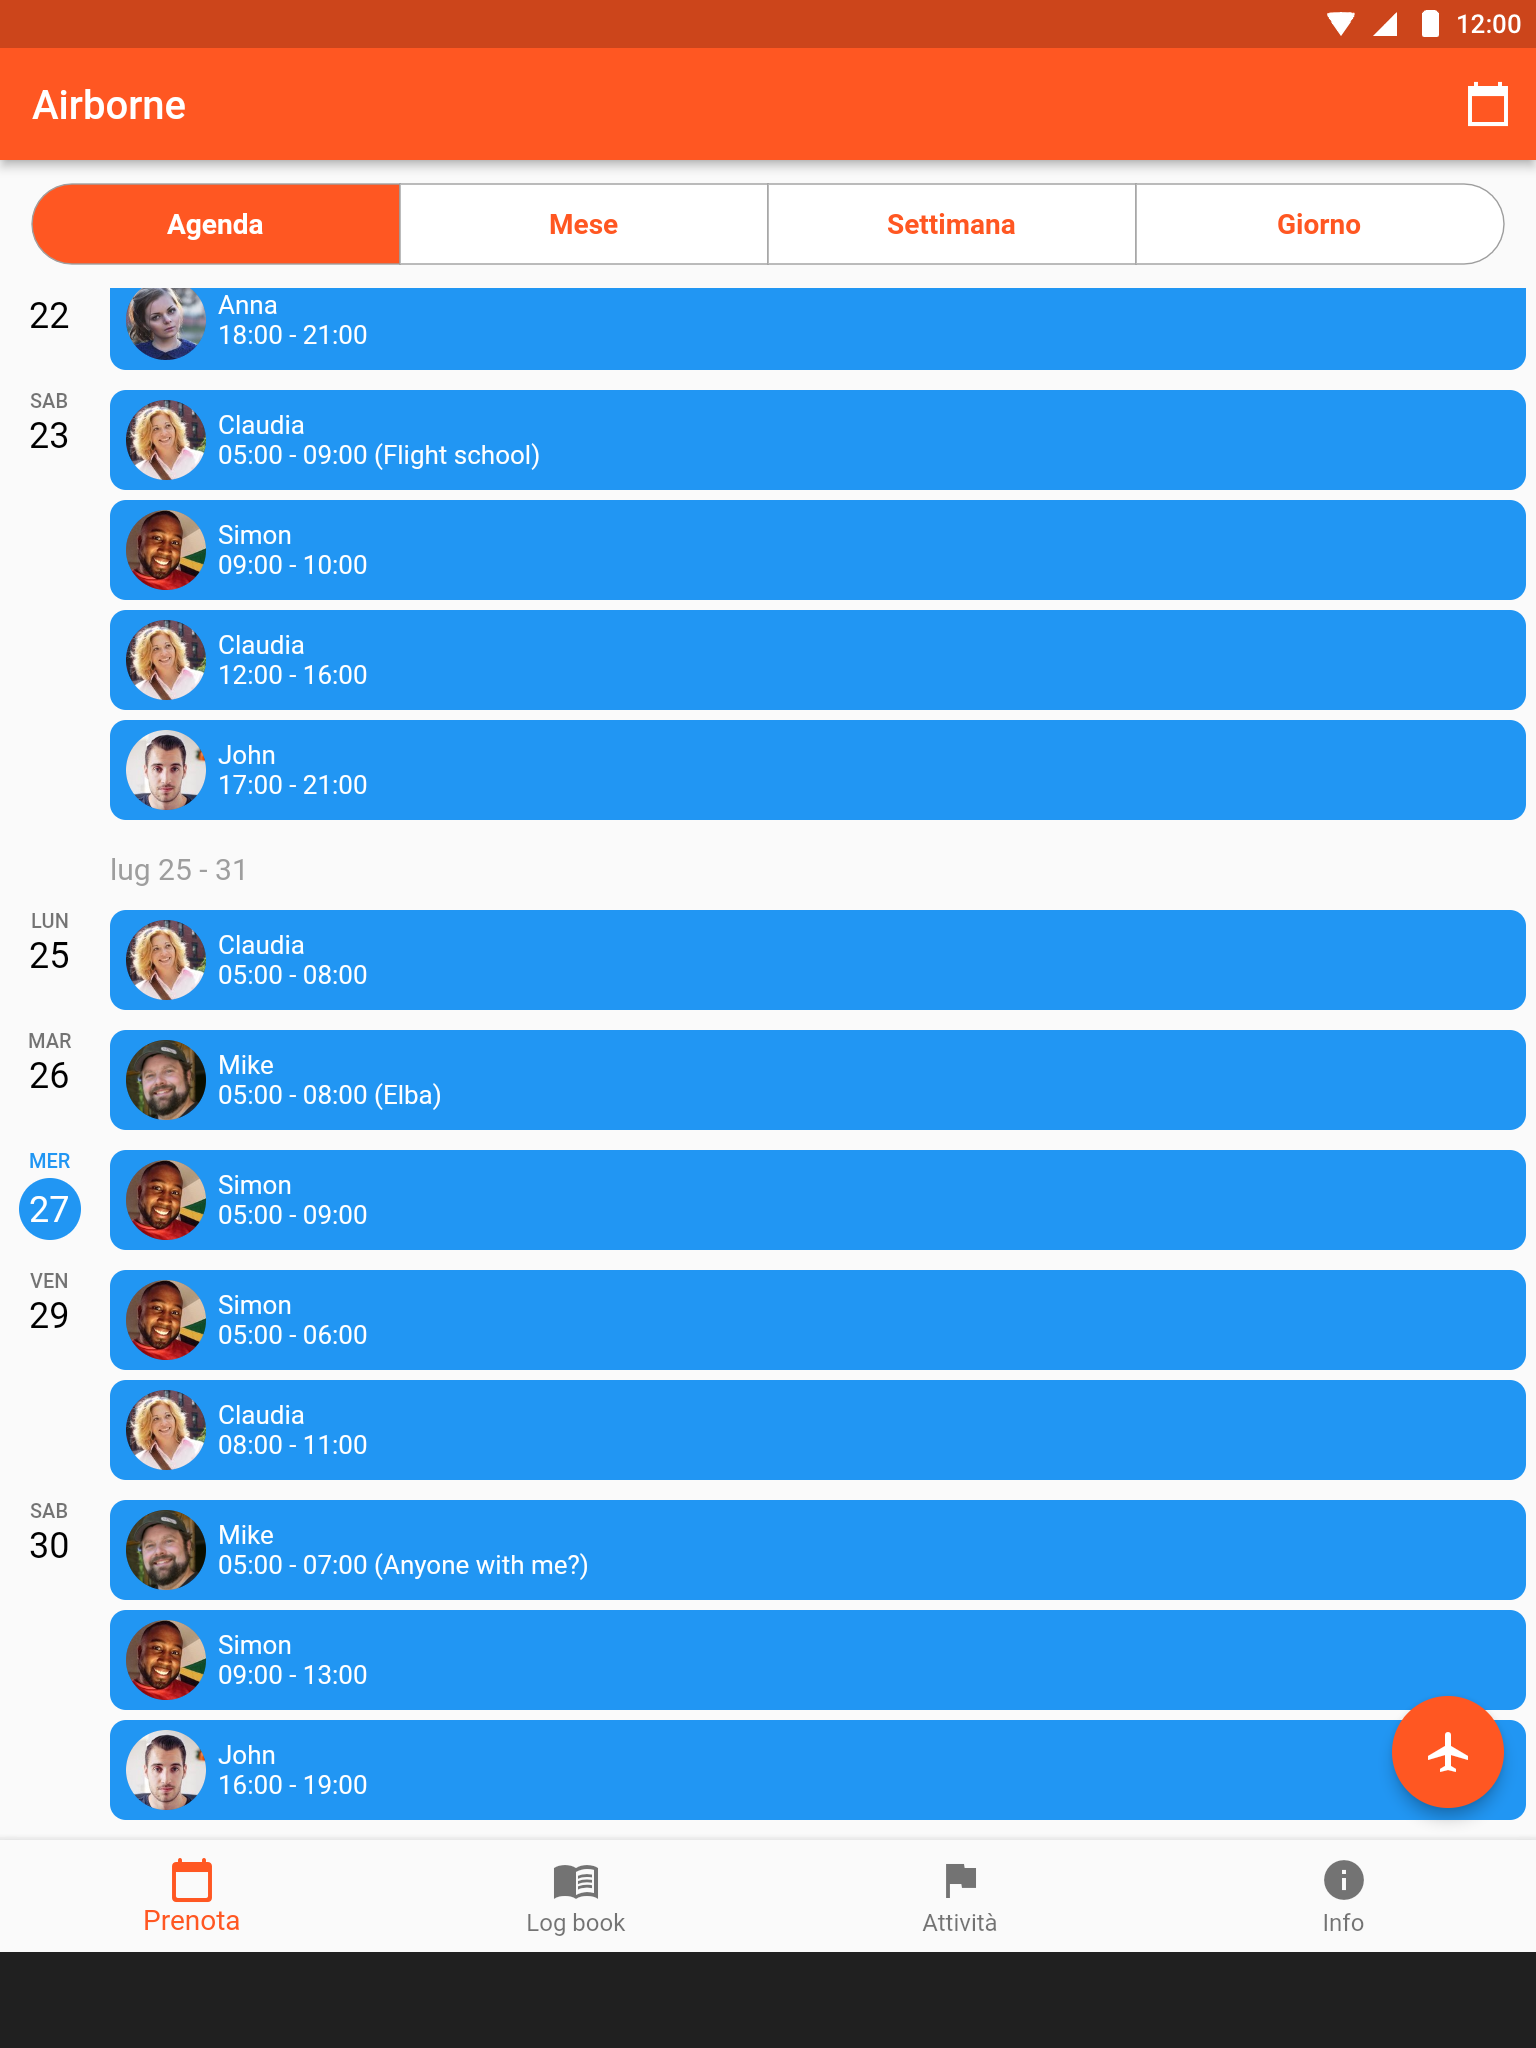 12:00
Airborne
Agenda
Mese
Settimana
Giorno
22
Anna
18:00 - 21:00
SAB
23
Claudia
05:00 - 09:00 (Flight school)
Simon
09:00 - 10:00
Claudia
12:00 - 16:00
John
17:00 - 21:00
lug 25 - 31
LUN
25
Claudia
05:00 - 08:00
MAR
26
Mike
05:00 - 08:00 (Elba)
MER
27
Simon
05:00 - 09:00
VEN
29
Simon
05:00 - 06:00
Claudia
08:00 - 11:00
SAB
30
Mike
05:00 - 07:00 (Anyone with me?)
Simon
09:00 - 13:00
John
16:00 - 19:00
Prenota
Log book
Attività
Info